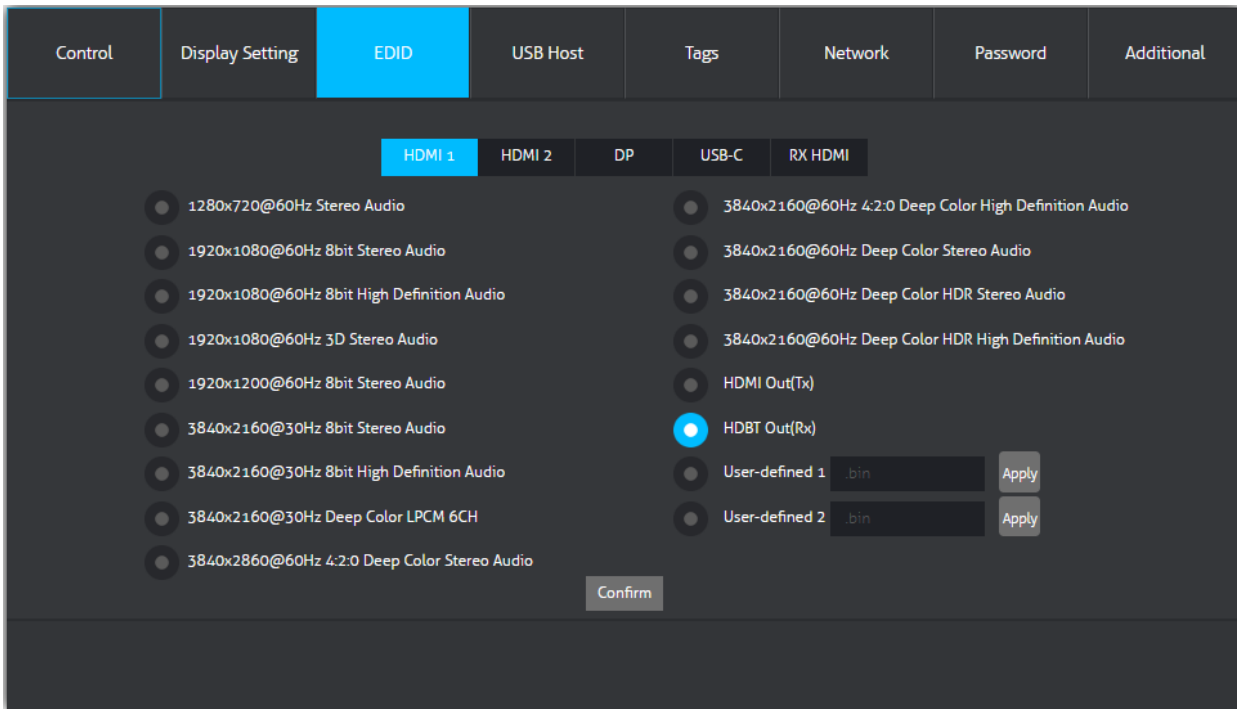 Control Display Setting EDID USB Host Tags Network Password Additional
HDMI 1 HDMI 2 DP USB-C RX HDMI
1280x720@60Hz Stereo Audio
1920x1080@60Hz 8bit Stereo Audio
1920x1080@60Hz 8bit High Definition Audio
1920x1080@60Hz 3D Stereo Audio
1920x1200@60Hz 8bit Stereo Audio
3840x2160@30Hz 8bit Stereo Audio
3840x2160@30Hz 8bit High Definition Audio
3840x2160@30Hz Deep Color LPCM 6CH
3840x2860@60Hz 4:2:0 Deep Color Stereo Audio
3840x2160@60Hz 4:2:0 Deep Color High Definition Audio
3840x2160@60Hz Deep Color Stereo Audio
3840x2160@60Hz Deep Color HDR Stereo Audio
3840x2160@60Hz Deep Color HDR High Definition Audio
HDMI Out(Tx)
HDBT Out(Rx)
User-defined 1 .bin Apply
User-defined 2 .bin Apply
Confirm